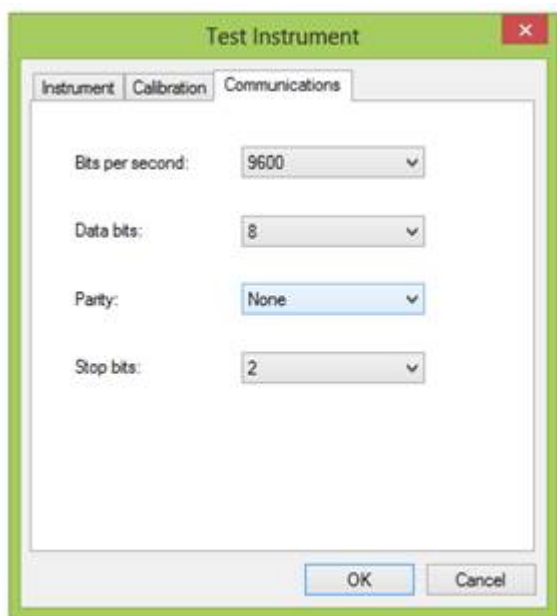 Test Instrument
Instrument Calibration Communications
Bits per second: 9600
Data bits: 8
Parity: None
Stop bits: 2
OK Cancel